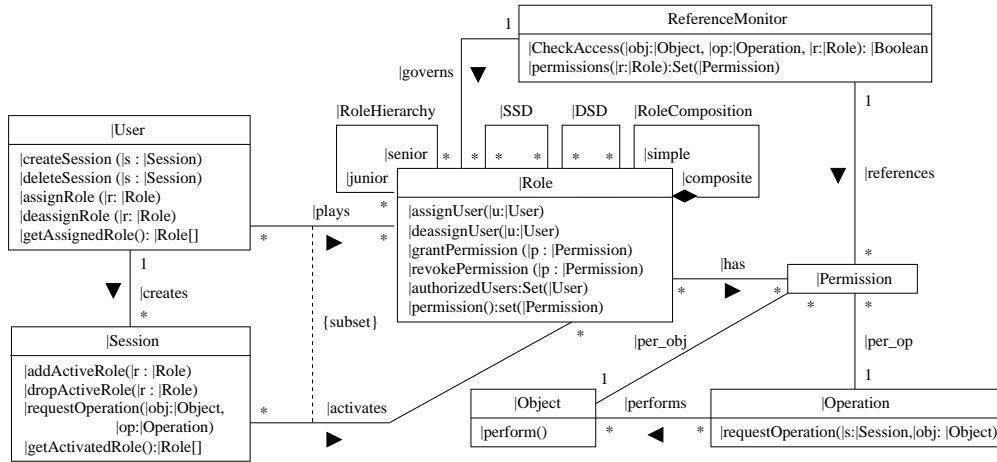 1
ReferenceMonitor
|CheckAccess(|obj:|Object, |op:|Operation, |r:|Role): |Boolean
|permissions(|r:|Role):Set(|Permission)
|governs
1
|RoleHierarchy
|SSD
|DSD
|RoleComposition
|senior
* * * * * *
|simple
|junior
*
|composite
|references
|User
|createSession (|s : |Session)
|deleteSession (|s : |Session)
|assignRole (|r: |Role)
|deassignRole (|r: |Role)
|getAssignedRole(): |Role[]
|plays
* *
|Role
|assignUser(|u:|User)
|deassignUser(|u:|User)
|grantPermission (|p : |Permission)
|revokePermission (|p : |Permission)
|authorizedUsers:Set(|User)
|permission():set(|Permission)
|has
* *
*
|Permission
* *
1
|creates
*
{subset}
|per_obj
|per_op
|Session
|addActiveRole(|r : |Role)
|dropActiveRole(|r : |Role)
|requestOperation(|obj:|Object,
|op:|Operation)
|getActivatedRole():|Role[]
*
|activates
*
1
1
|Object
|perform()
|performs
* *
|Operation
|requestOperation(|s:|Session,|obj: |Object)